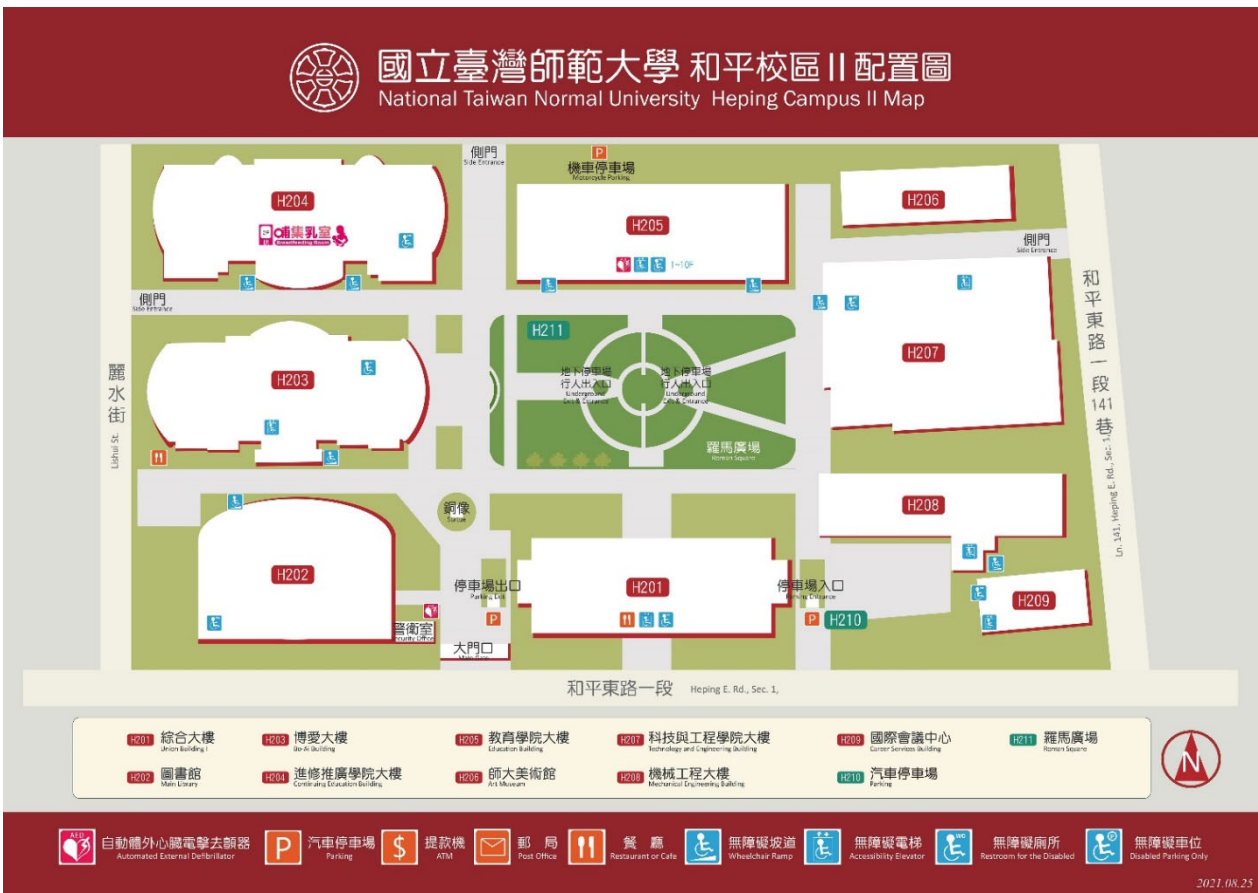 國立臺灣師範大學 和平校區 II 配置圖
National Taiwan Normal University Heping Campus II Map
側門
Side Entrance
P
機車停車場
Motorcycle Parking
H204
哺集乳室
Breastfeeding Room
H205
1~10F
H206
側門
Side Entrance
側門
Side Entrance
H211
H203
地下停車場
行人出入口
Underground
Exit & Entrance
地下停車場
行人出入口
Underground
Exit & Entrance
H207
羅馬廣場
Roman Square
麗水街
Lishui St.
和平東路一段141巷
Ln. 141, Heping E. Rd., Sec. 1,
銅像
Statue
H208
H202
停車場出口
Parking Exit
P
H201
停車場入口
Parking Entrance
P
H210
H209
警衛室
Security Office
大門口
Main Gate
和平東路一段 Heping E. Rd., Sec. 1,
H201 綜合大樓
Union Building I
H203 博愛大樓
Bo-Ai Building
H205 教育學院大樓
Education Building
H207 科技與工程學院大樓
Technology and Engineering Building
H209 國際會議中心
Career Services Building
H211 羅馬廣場
Roman Square
H202 圖書館
Main Library
H204 進修推廣學院大樓
Continuing Education Building
H206 師大美術館
Art Museum
H208 機械工程大樓
Mechanical Engineering Building
H210 汽車停車場
Parking
N
AED
自動體外心臟電擊去顫器
Automated External Defibrillator
P
汽車停車場
Parking
$
提款機
ATM
郵局
Post Office
餐廳
Restaurant or Cafe
無障礙坡道
Wheelchair Ramp
無障礙電梯
Accessibility Elevator
WC
無障礙廁所
Restroom for the Disabled
P
無障礙車位
Disabled Parking Only
2021.08.25